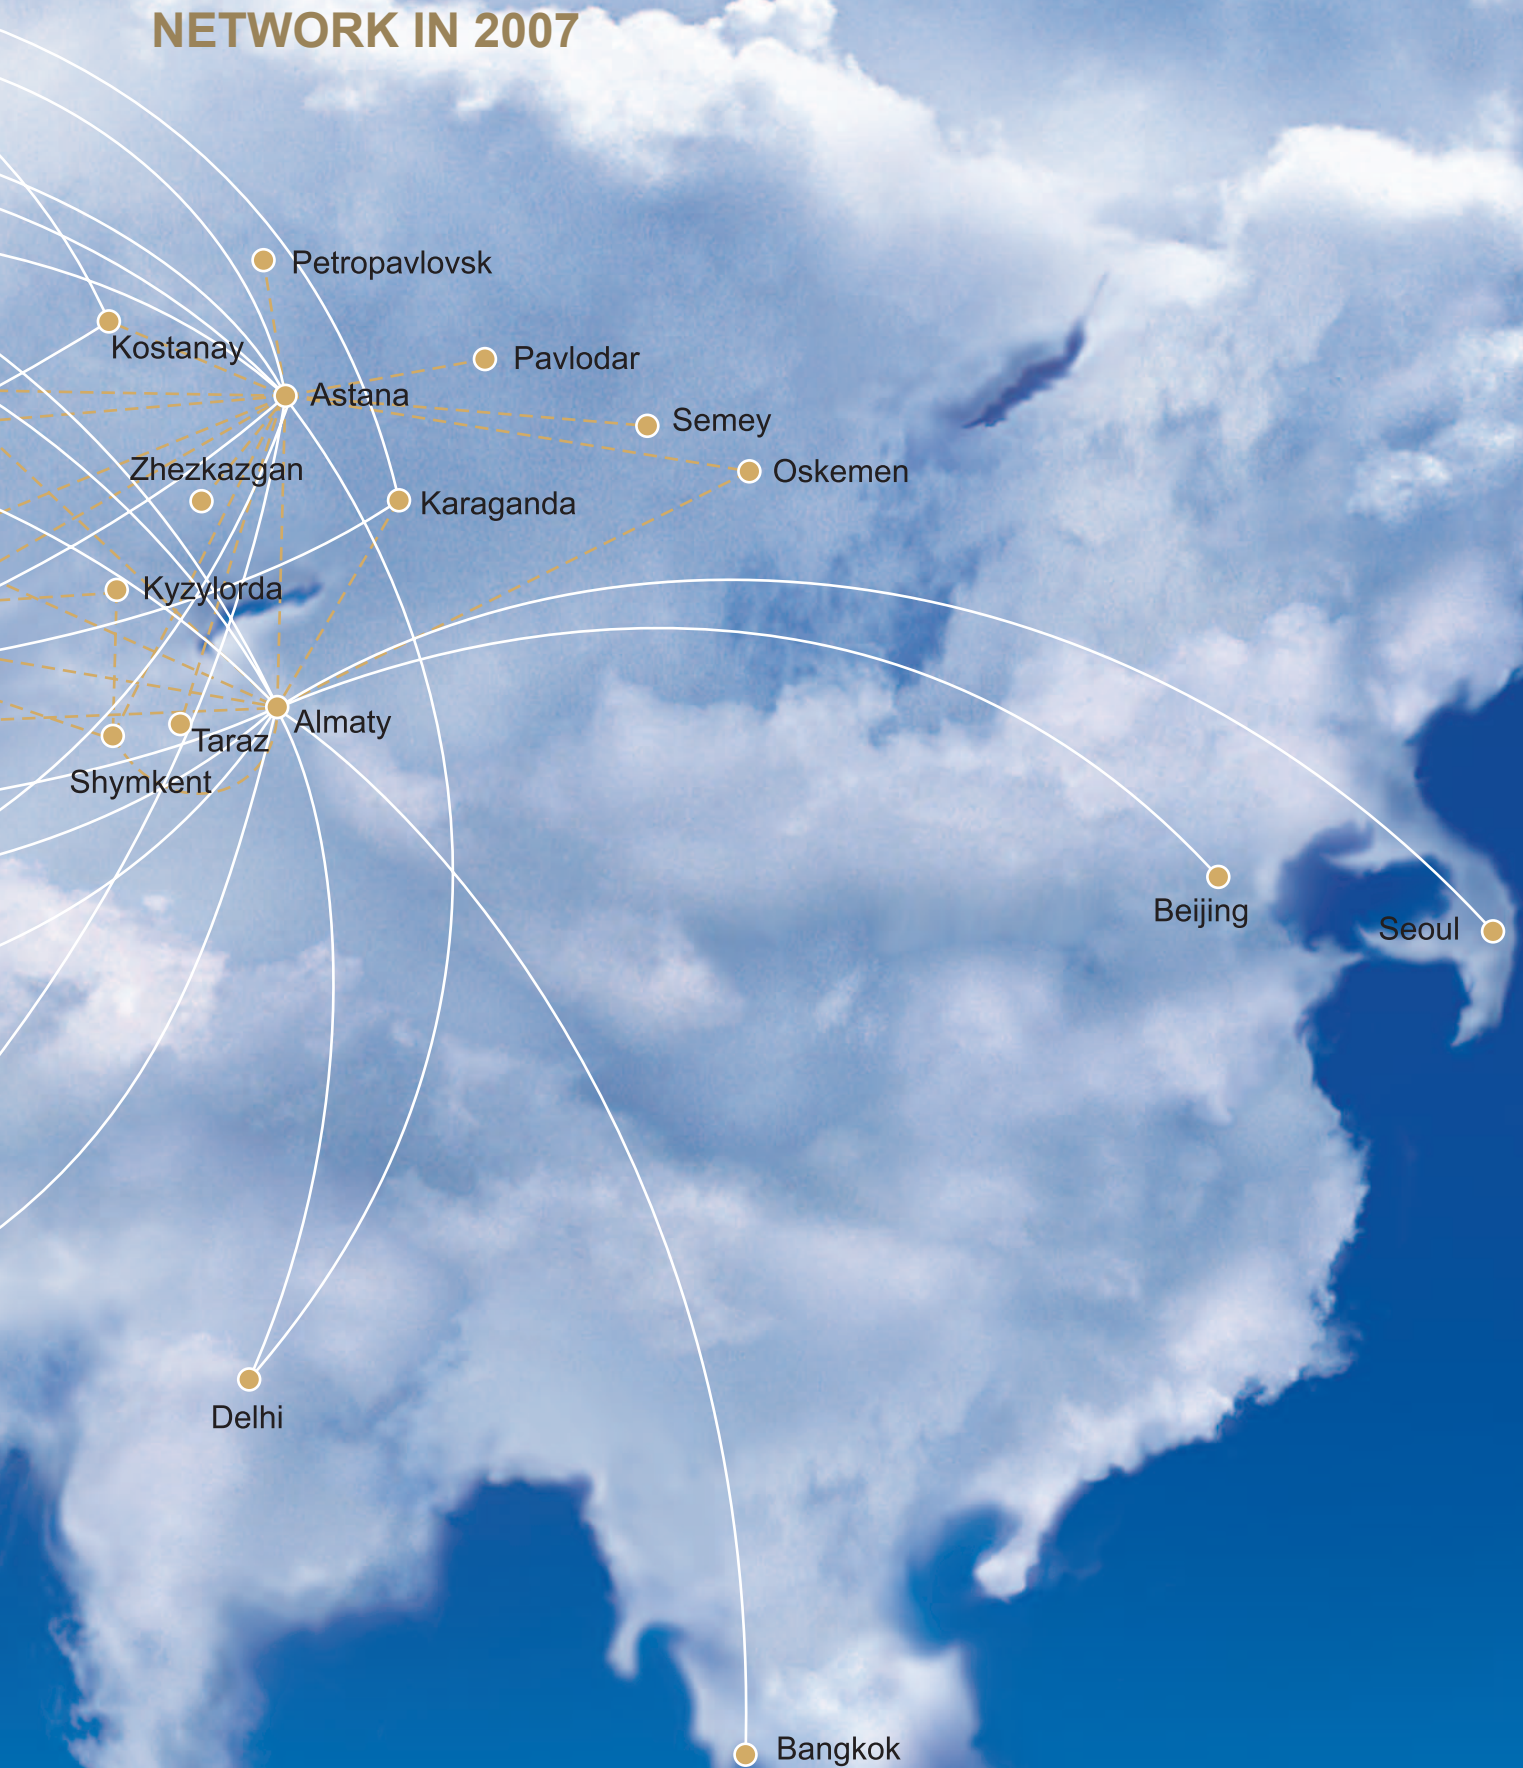 NETWORK IN 2007
Petropavlovsk
Kostanay
Pavlodar
Astana
Semey
Zhezkazgan
Oskemen
Karaganda
Kyzylorda
Almaty
Taraz
Shymkent
Beijing
Seoul
Delhi
Bangkok